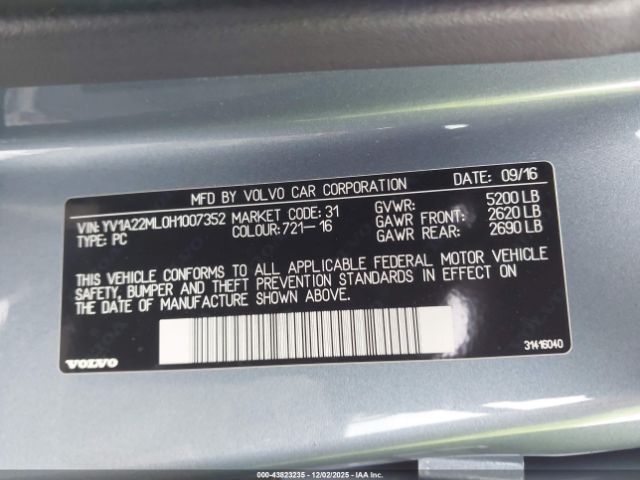 DATE: 09/16
MFD BY VOLVO CAR CORPORATION
VIN: YV1A22ML0H1007352 MARKET CODE: 31 GVWR: 5200 LB
TYPE: PC COLOUR: 721-16 GAWR FRONT: 2620 LB
GAWR REAR: 2690 LB
THIS VEHICLE CONFORMS TO ALL APPLICABLE FEDERAL MOTOR VEHICLE
SAFETY, BUMPER AND THEFT PREVENTION STANDARDS IN EFFECT ON
DATE OF MANUFACTURE SHOWN ABOVE.
VOLVO
31416040
000-43823235 - 12/02/2025 - IAAI.COM